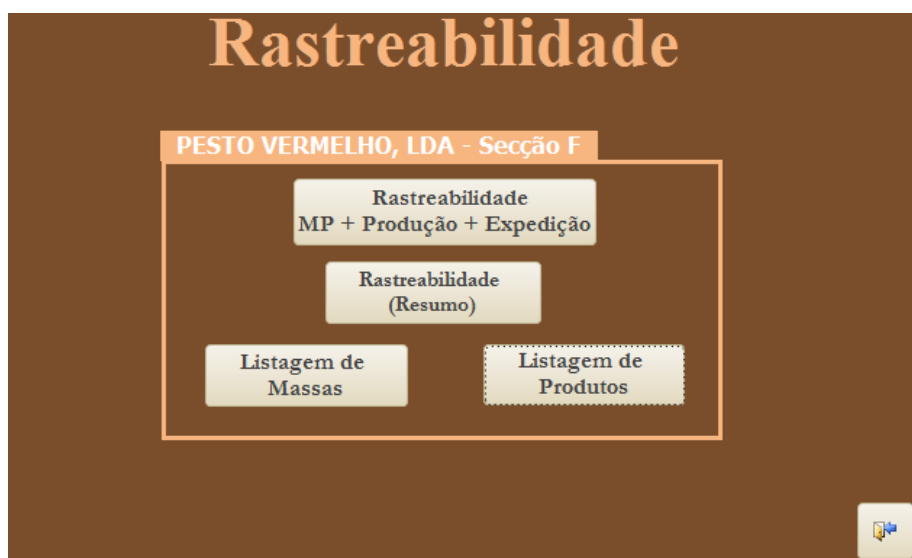 Rastreabilidade
PESTO VERMELHO, LDA - Secção F
Rastreabilidade
MP + Produção + Expedição
Rastreabilidade
(Resumo)
Listagem de
Massas
Listagem de
Produtos